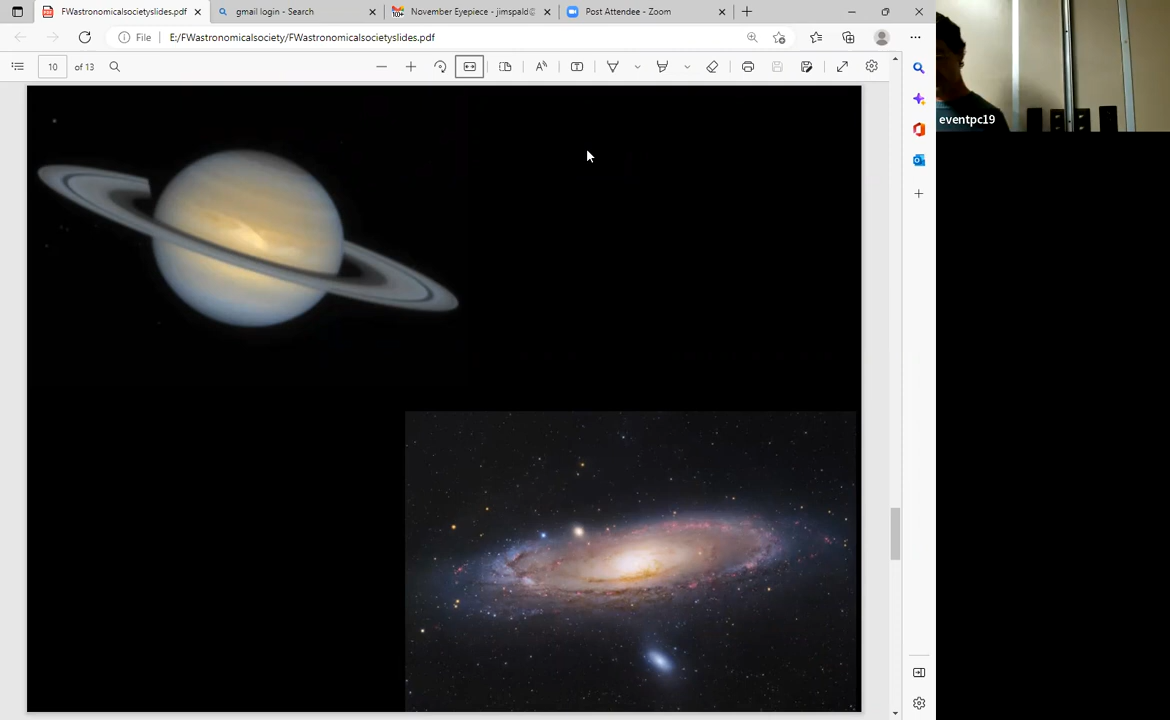 FWastronomicalsocietyslides.pdf
gmail login - Search
10+
November Eyepiece - jimspald@
Post Attendee - Zoom
File
E:/FWastronomicalsociety/FWastronomicalsocietyslides.pdf
10
of 13
eventpc19